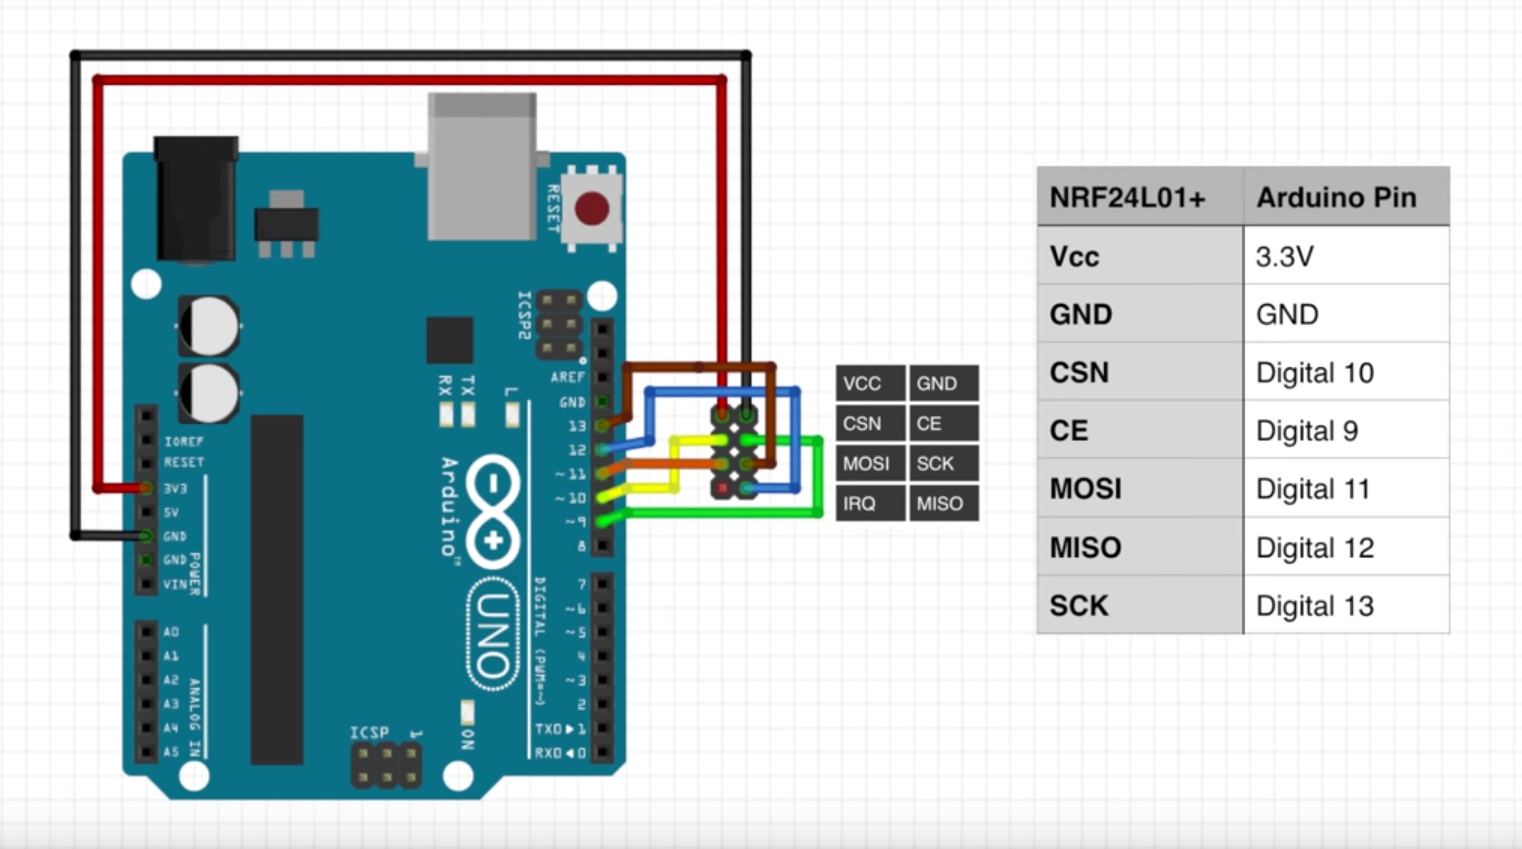 RESET
ICSP2
AREF
GND
13
12
~11
~10
~9
8
7
~6
~5
4
~3
2
TX0▶1
RX0◀0
DIGITAL (PWM=~)
L
TX
RX
Arduino™
UNO
ON
ICSP
1
IOREF
RESET
3V3
5V
GND
GND
VIN
POWER
A0
A1
A2
A3
A4
A5
ANALOG IN
VCC GND
CSN CE
MOSI SCK
IRQ MISO
NRF24L01+ Arduino Pin
Vcc 3.3V
GND GND
CSN Digital 10
CE Digital 9
MOSI Digital 11
MISO Digital 12
SCK Digital 13